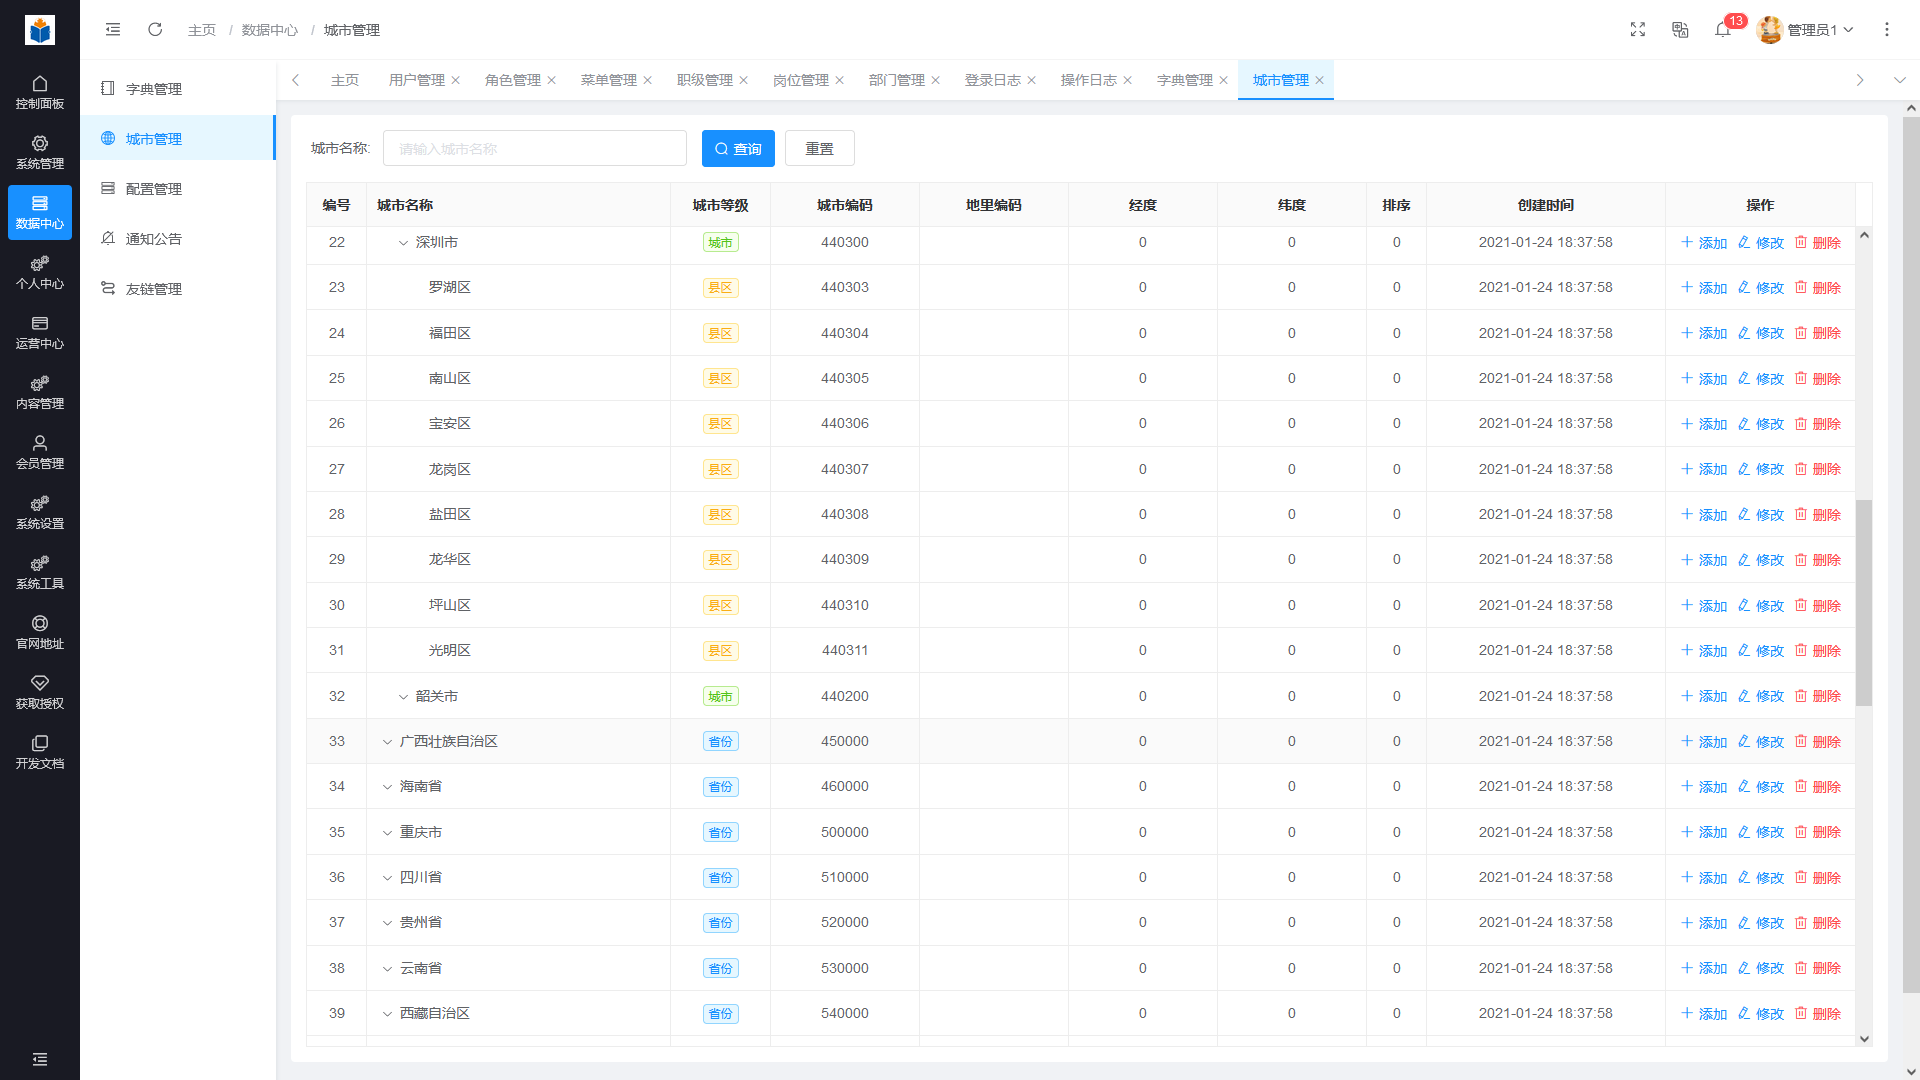 主页 / 数据中心 / 城市管理
13
管理员1
控制面板
系统管理
数据中心
个人中心
运营中心
内容管理
会员管理
系统设置
系统工具
官网地址
获取授权
开发文档
字典管理
城市管理
配置管理
通知公告
友链管理
主页 用户管理 角色管理 菜单管理 职级管理 岗位管理 部门管理 登录日志 操作日志 字典管理 城市管理
城市名称: 请输入城市名称 查询 重置
编号 城市名称 城市等级 城市编码 地里编码 经度 纬度 排序 创建时间 操作
22 深圳市 城市 440300 0 0 0 2021-01-24 18:37:58 添加 修改 删除
23 罗湖区 县区 440303 0 0 0 2021-01-24 18:37:58 添加 修改 删除
24 福田区 县区 440304 0 0 0 2021-01-24 18:37:58 添加 修改 删除
25 南山区 县区 440305 0 0 0 2021-01-24 18:37:58 添加 修改 删除
26 宝安区 县区 440306 0 0 0 2021-01-24 18:37:58 添加 修改 删除
27 龙岗区 县区 440307 0 0 0 2021-01-24 18:37:58 添加 修改 删除
28 盐田区 县区 440308 0 0 0 2021-01-24 18:37:58 添加 修改 删除
29 龙华区 县区 440309 0 0 0 2021-01-24 18:37:58 添加 修改 删除
30 坪山区 县区 440310 0 0 0 2021-01-24 18:37:58 添加 修改 删除
31 光明区 县区 440311 0 0 0 2021-01-24 18:37:58 添加 修改 删除
32 韶关市 城市 440200 0 0 0 2021-01-24 18:37:58 添加 修改 删除
33 广西壮族自治区 省份 450000 0 0 0 2021-01-24 18:37:58 添加 修改 删除
34 海南省 省份 460000 0 0 0 2021-01-24 18:37:58 添加 修改 删除
35 重庆市 省份 500000 0 0 0 2021-01-24 18:37:58 添加 修改 删除
36 四川省 省份 510000 0 0 0 2021-01-24 18:37:58 添加 修改 删除
37 贵州省 省份 520000 0 0 0 2021-01-24 18:37:58 添加 修改 删除
38 云南省 省份 530000 0 0 0 2021-01-24 18:37:58 添加 修改 删除
39 西藏自治区 省份 540000 0 0 0 2021-01-24 18:37:58 添加 修改 删除